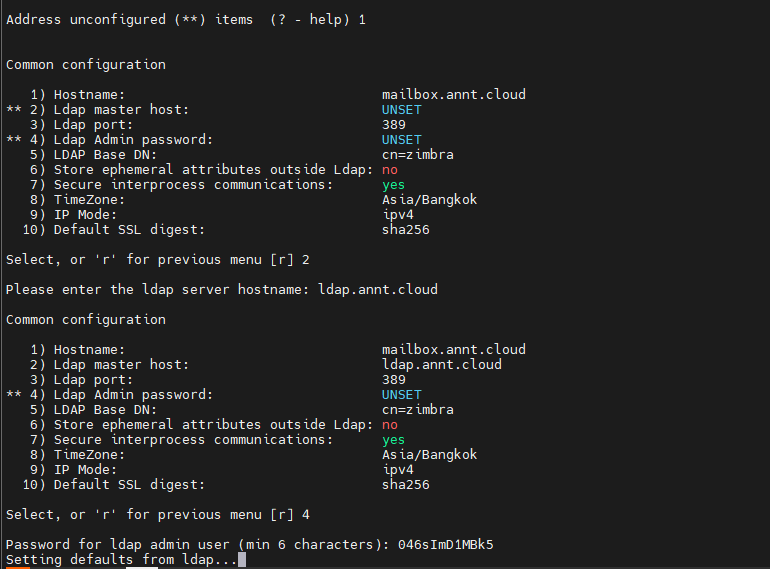 Address unconfigured (**) items  (? - help) 1
Common configuration
   1) Hostname:                                mailbox.annt.cloud
** 2) Ldap master host:                        UNSET
   3) Ldap port:                               389
** 4) Ldap Admin password:                     UNSET
   5) LDAP Base DN:                            cn=zimbra
   6) Store ephemeral attributes outside Ldap: no
   7) Secure interprocess communications:      yes
   8) TimeZone:                                Asia/Bangkok
   9) IP Mode:                                 ipv4
  10) Default SSL digest:                      sha256
Select, or 'r' for previous menu [r] 2
Please enter the ldap server hostname: ldap.annt.cloud
Common configuration
   1) Hostname:                                mailbox.annt.cloud
   2) Ldap master host:                        ldap.annt.cloud
   3) Ldap port:                               389
** 4) Ldap Admin password:                     UNSET
   5) LDAP Base DN:                            cn=zimbra
   6) Store ephemeral attributes outside Ldap: no
   7) Secure interprocess communications:      yes
   8) TimeZone:                                Asia/Bangkok
   9) IP Mode:                                 ipv4
  10) Default SSL digest:                      sha256
Select, or 'r' for previous menu [r] 4
Password for ldap admin user (min 6 characters): 046sImD1MBk5
Setting defaults from ldap...